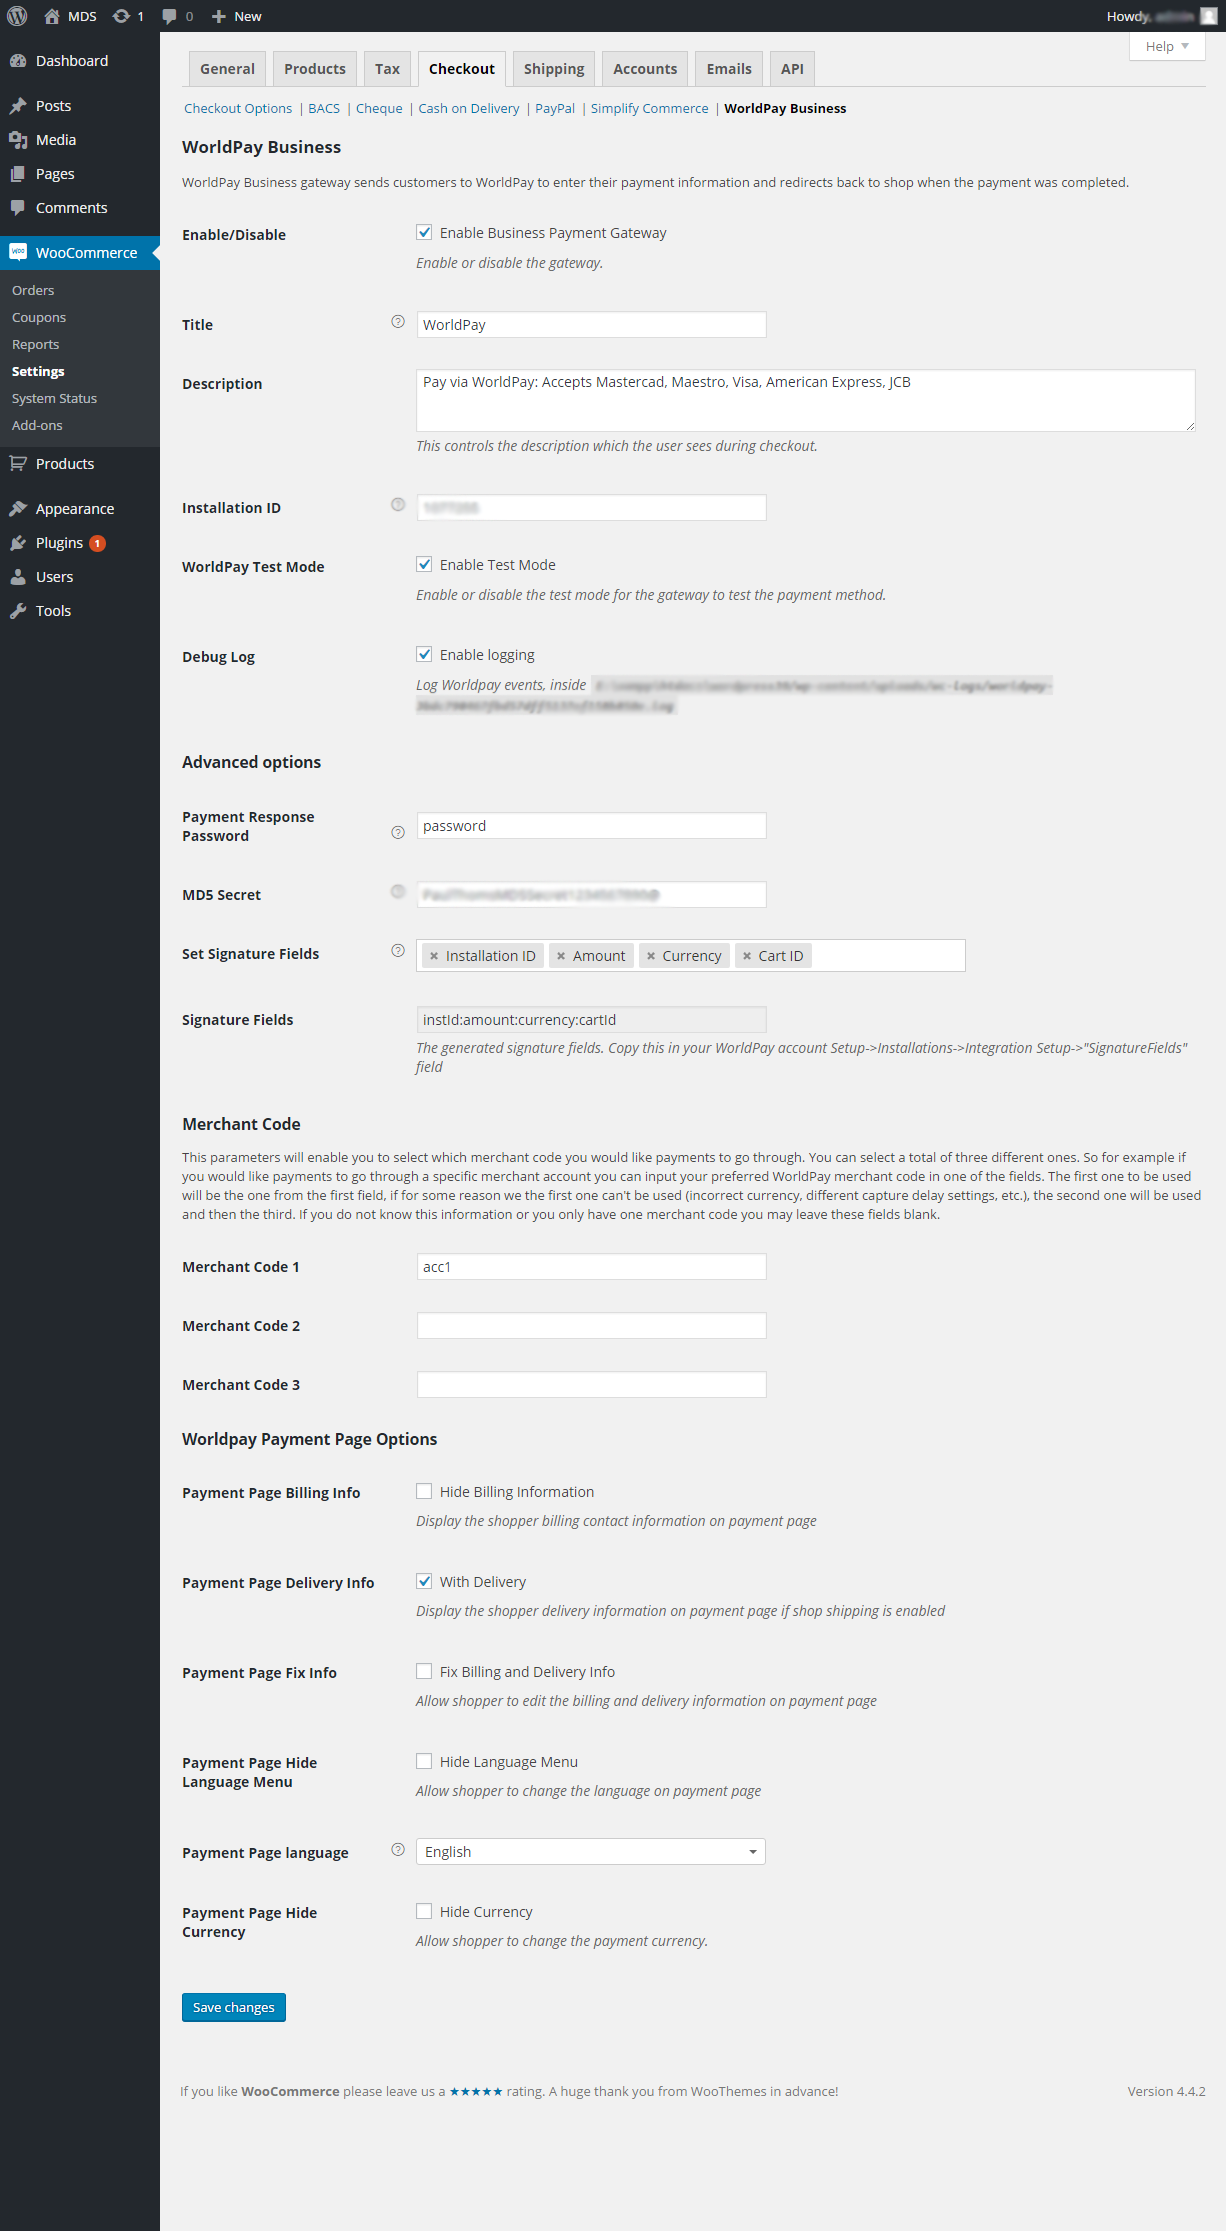 MDS 1 0 New Howdy,
Help
Dashboard
Posts
Media
Pages
Comments
WooCommerce
Orders
Coupons
Reports
Settings
System Status
Add-ons
Products
Appearance
Plugins 1
Users
Tools
General Products Tax Checkout Shipping Accounts Emails API
Checkout Options | BACS | Cheque | Cash on Delivery | PayPal | Simplify Commerce | WorldPay Business
WorldPay Business
WorldPay Business gateway sends customers to WorldPay to enter their payment information and redirects back to shop when the payment was completed.
Enable/Disable Enable Business Payment Gateway
Enable or disable the gateway.
Title WorldPay
Description Pay via WorldPay: Accepts Mastercad, Maestro, Visa, American Express, JCB
This controls the description which the user sees during checkout.
Installation ID
WorldPay Test Mode Enable Test Mode
Enable or disable the test mode for the gateway to test the payment method.
Debug Log Enable logging
Log Worldpay events, inside
Advanced options
Payment Response
Password
password
MD5 Secret
Set Signature Fields × Installation ID × Amount × Currency × Cart ID
Signature Fields instId:amount:currency:cartId
The generated signature fields. Copy this in your WorldPay account Setup->Installations->Integration Setup->"SignatureFields"
field
Merchant Code
This parameters will enable you to select which merchant code you would like payments to go through. You can select a total of three different ones. So for example if
you would like payments to go through a specific merchant account you can input your preferred WorldPay merchant code in one of the fields. The first one to be used
will be the one from the first field, if for some reason we the first one can't be used (incorrect currency, different capture delay settings, etc.), the second one will be used
and then the third. If you do not know this information or you only have one merchant code you may leave these fields blank.
Merchant Code 1 acc1
Merchant Code 2
Merchant Code 3
Worldpay Payment Page Options
Payment Page Billing Info Hide Billing Information
Display the shopper billing contact information on payment page
Payment Page Delivery Info With Delivery
Display the shopper delivery information on payment page if shop shipping is enabled
Payment Page Fix Info Fix Billing and Delivery Info
Allow shopper to edit the billing and delivery information on payment page
Payment Page Hide
Language Menu
Hide Language Menu
Allow shopper to change the language on payment page
Payment Page language English
Payment Page Hide
Currency
Hide Currency
Allow shopper to change the payment currency.
Save changes
If you like WooCommerce please leave us a ★★★★★ rating. A huge thank you from WooThemes in advance! Version 4.4.2